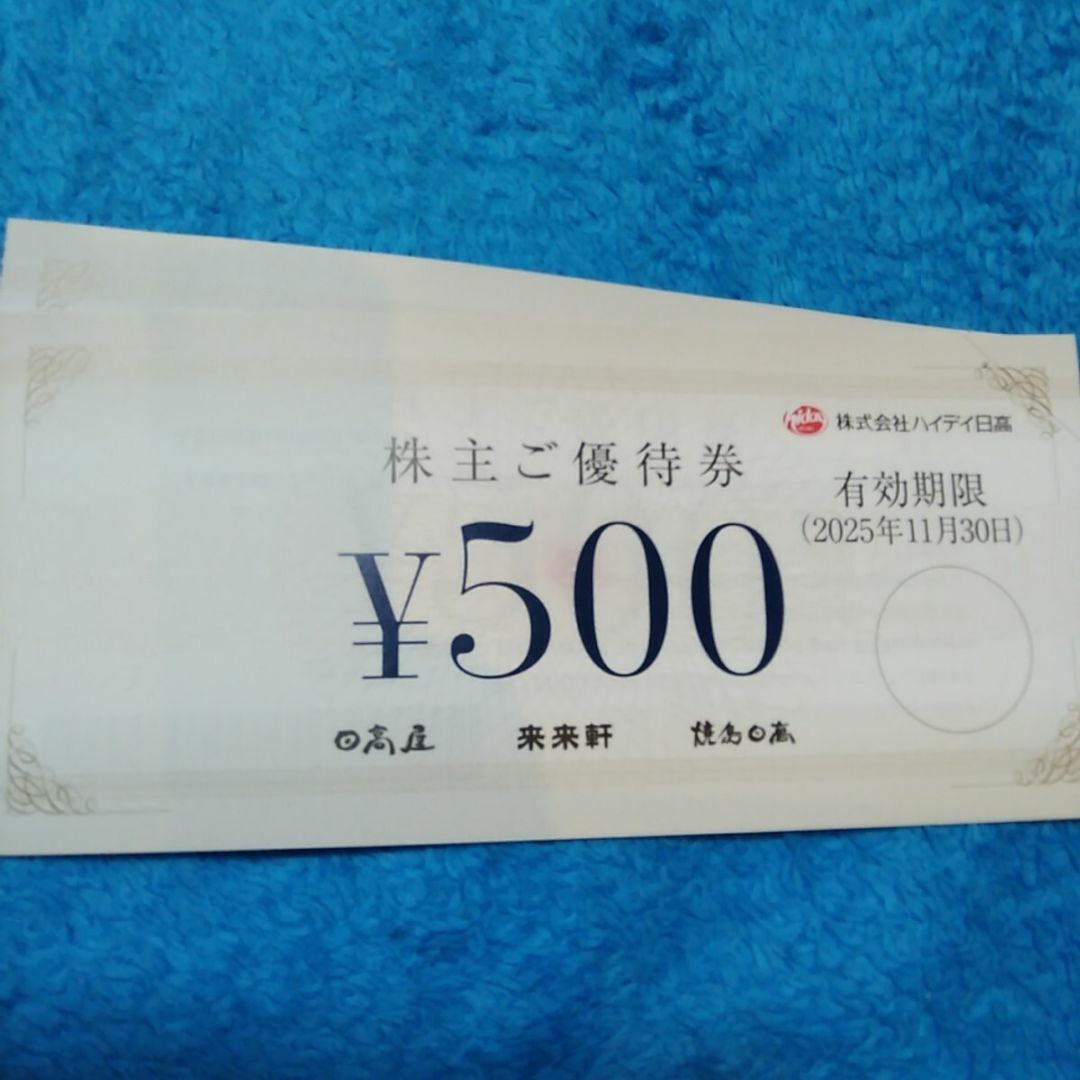 hiday
株式会社ハイデイ日高
株主ご優待券
有効期限
(2025年11月30日)
¥500
日高屋 来来軒 焼鳥日高